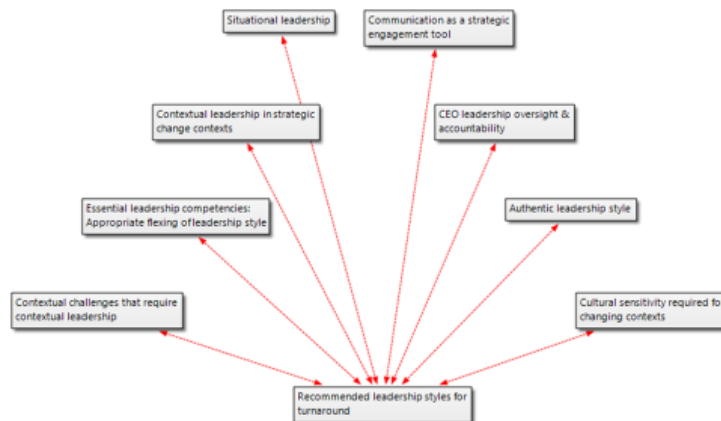 Situational leadership
Communication as a strategic
engagement tool
Contextual leadership in strategic
change contexts
CEO leadership oversight &
accountability
Essential leadership competencies:
Appropriate flexing of leadership style
Authentic leadership style
Contextual challenges that require
contextual leadership
Cultural sensitivity required for
changing contexts
Recommended leadership styles for
turnaround